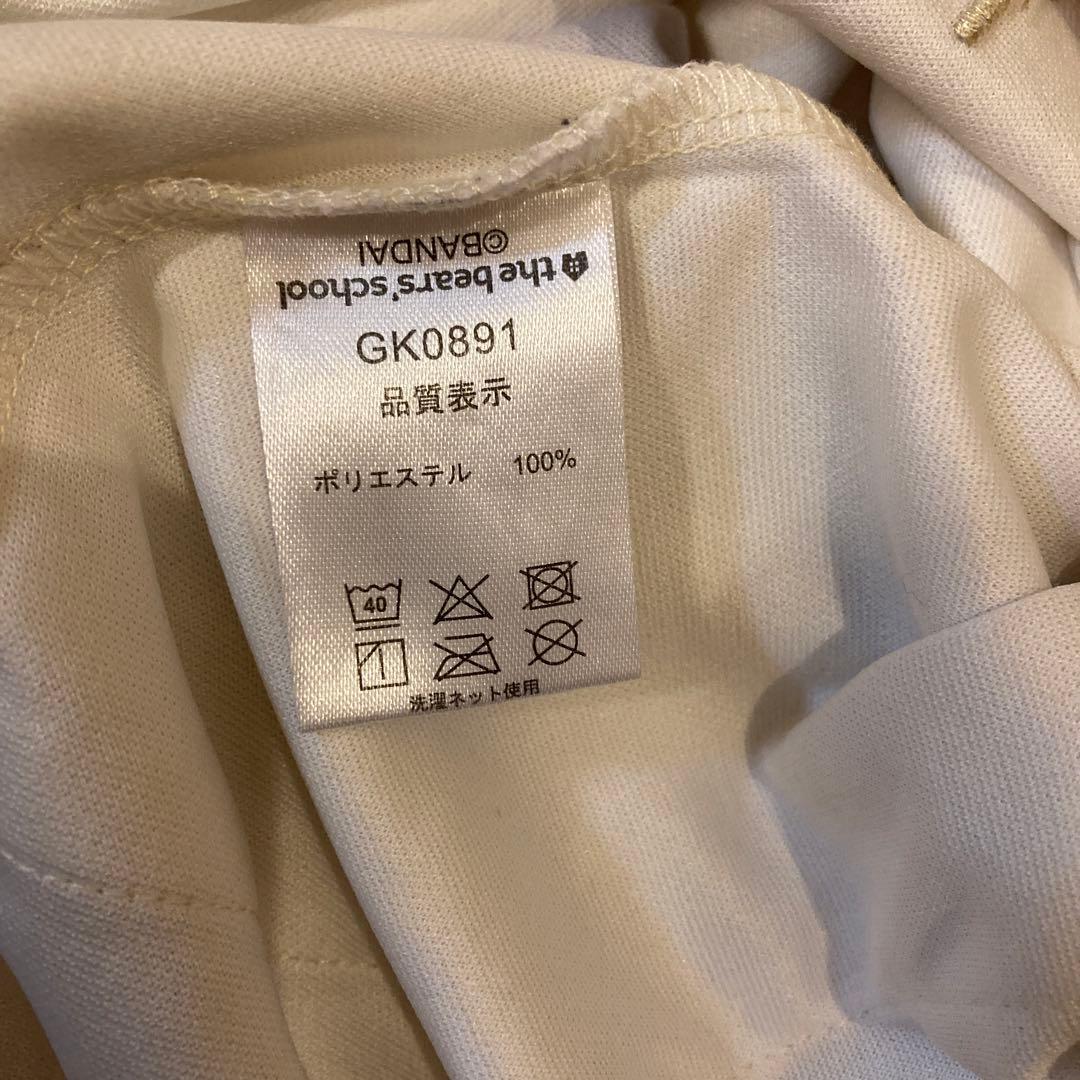 ©BANDAI
the bears' school
GK0891
品質表示
ポリエステル 100%
40
洗濯ネット使用